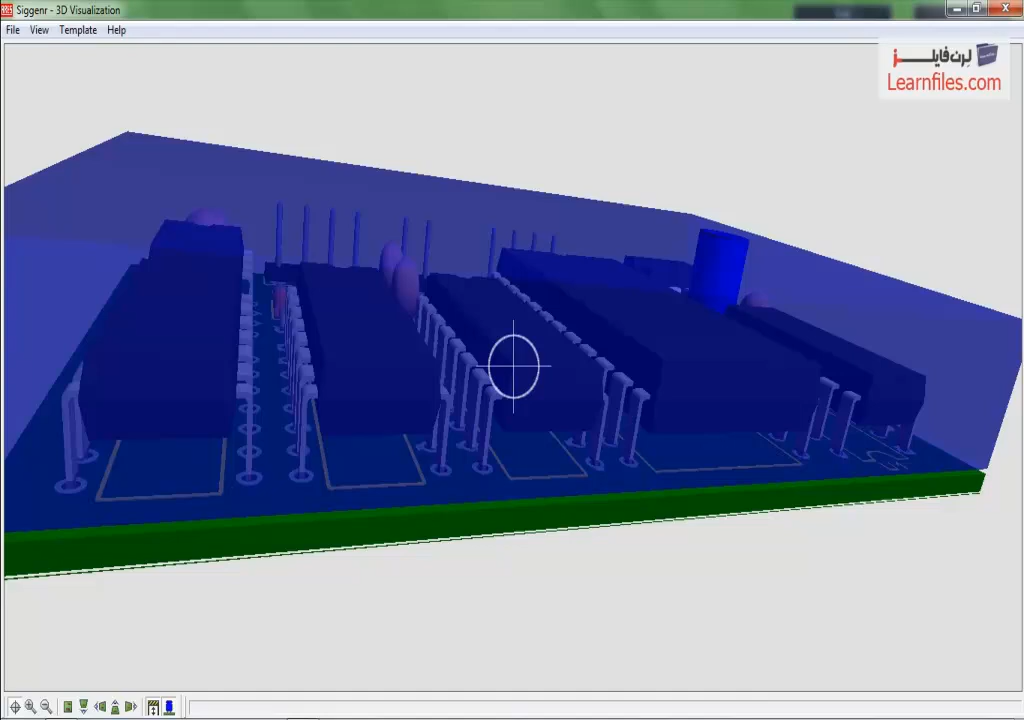 Siggenr - 3D Visualization
File View Template Help
لرن‌فایلز
Learnfiles.com